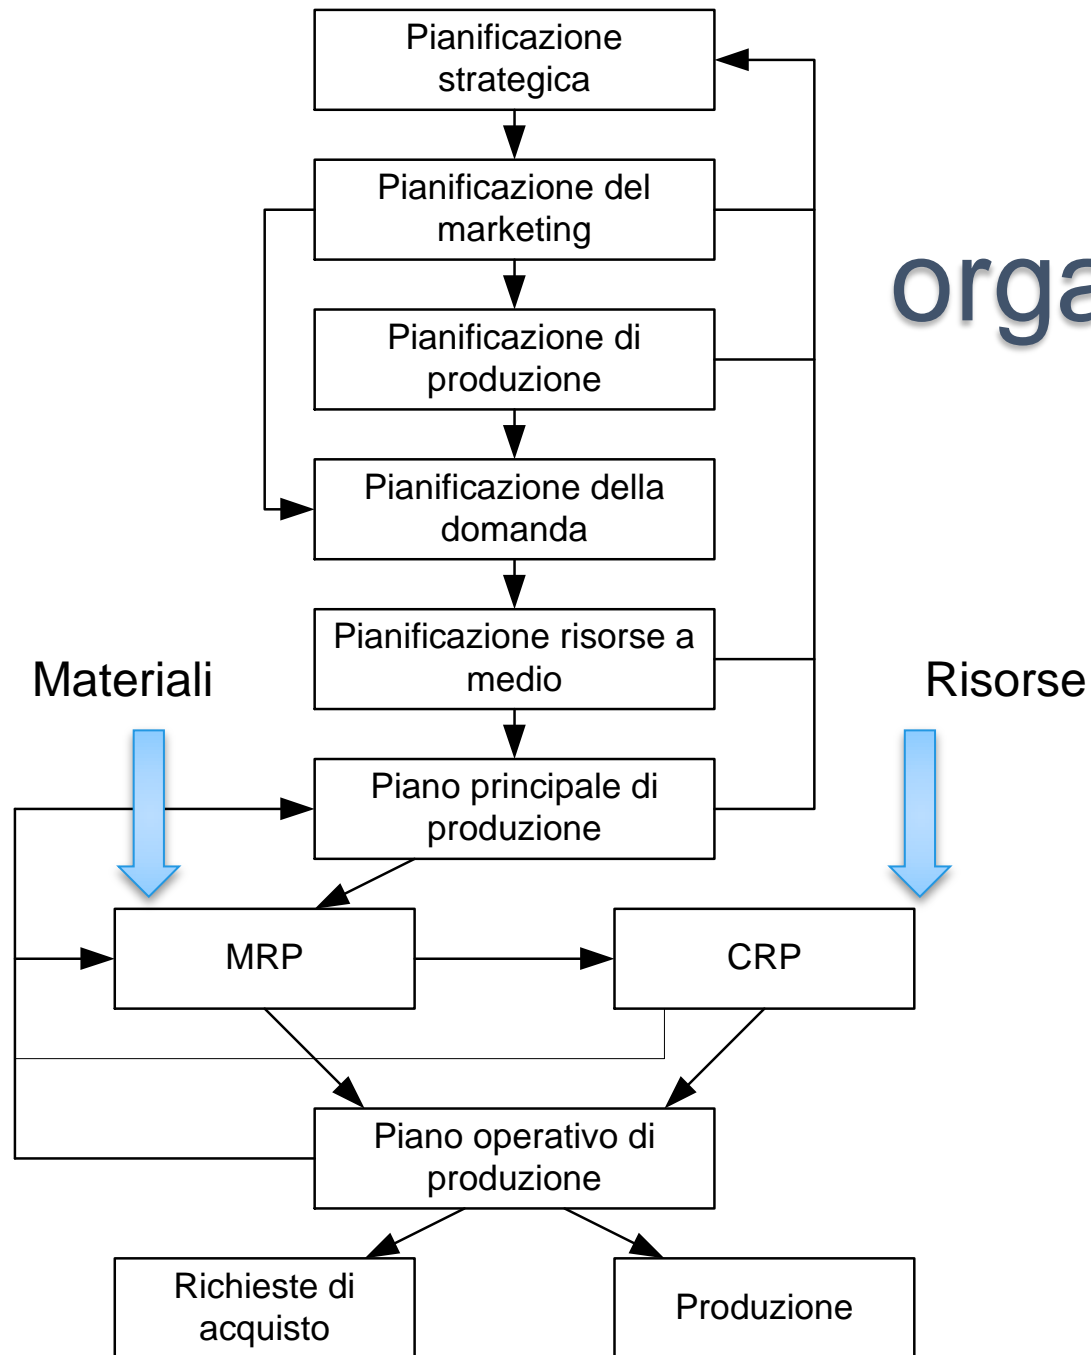 Pianificazione
strategica
Pianificazione del
marketing
orga
Pianificazione di
produzione
Pianificazione della
domanda
Pianificazione risorse a
medio
Materiali
Risorse
Piano principale di
produzione
MRP
CRP
Piano operativo di
produzione
Richieste di
acquisto
Produzione